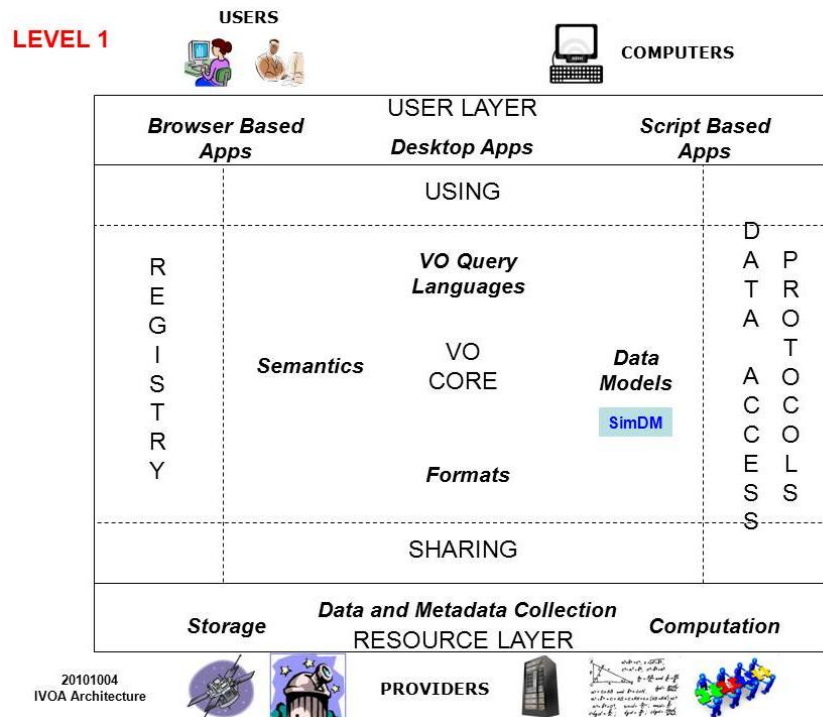 USERS
LEVEL 1
COMPUTERS
USER LAYER
Browser Based
Apps
Desktop Apps
Script Based
Apps
USING
REGISTRY
VO Query
Languages
Semantics
VO
CORE
Data
Models
SimDM
Formats
DATA ACCESS
PROTOCOLS
SHARING
Storage
Data and Metadata Collection
Computation
RESOURCE LAYER
20101004
IVOA Architecture
PROVIDERS